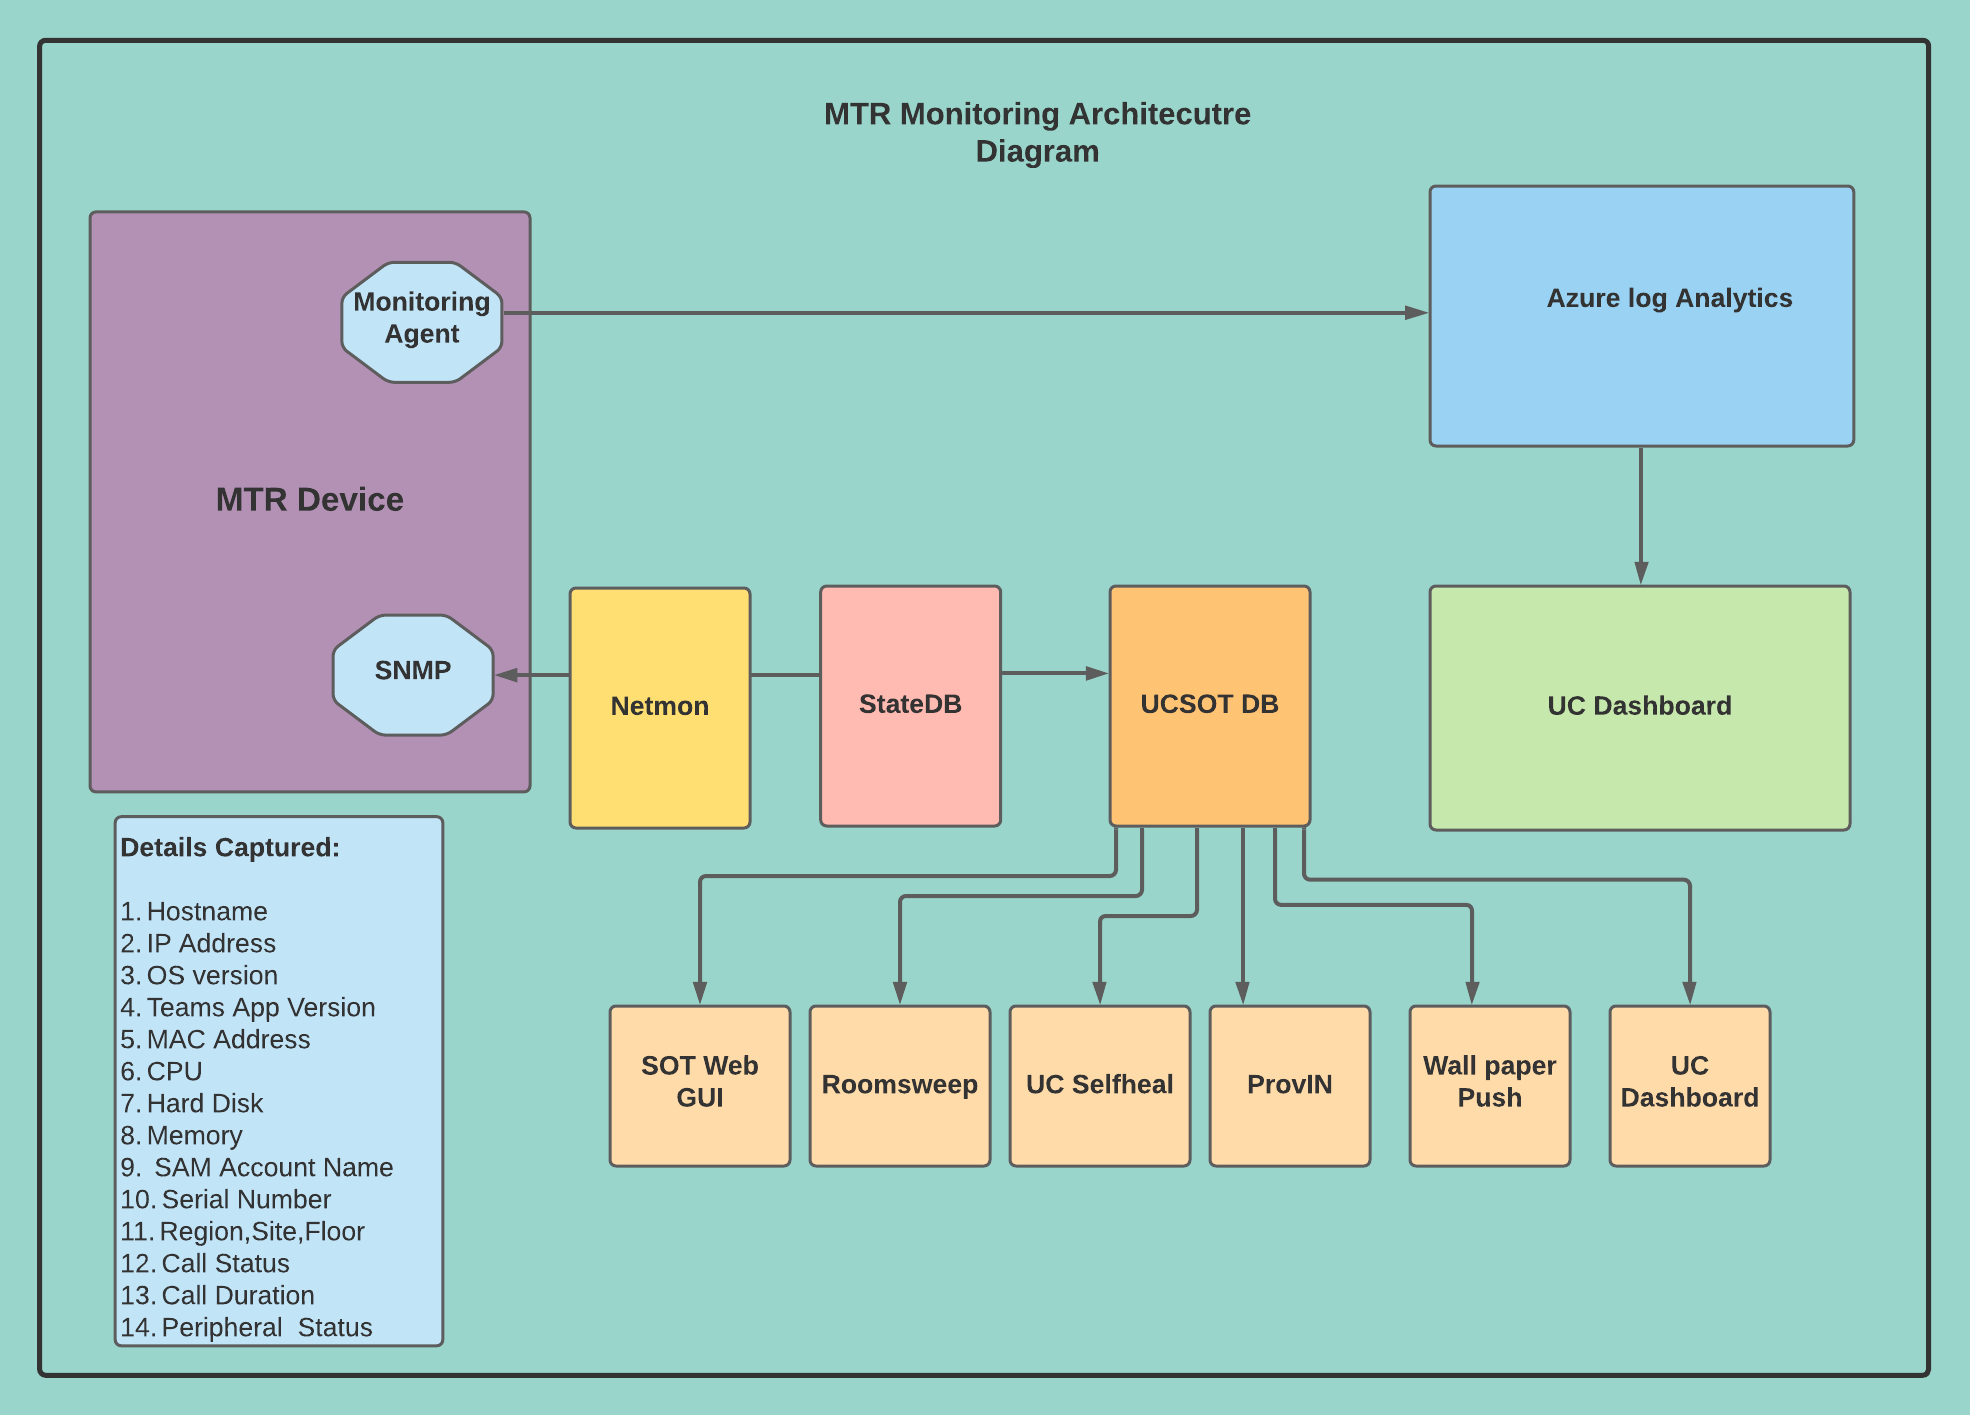 MTR Monitoring Architecutre
Diagram
Monitoring
Agent
Azure log Analytics
MTR Device
SNMP
Netmon
StateDB
UCSOT DB
UC Dashboard
Details Captured:
1. Hostname
2. IP Address
3. OS version
4. Teams App Version
5. MAC Address
6. CPU
7. Hard Disk
8. Memory
9.  SAM Account Name
10. Serial Number
11. Region,Site,Floor
12. Call Status
13. Call Duration
14. Peripheral  Status
SOT Web
GUI
Roomsweep
UC Selfheal
ProvIN
Wall paper
Push
UC
Dashboard